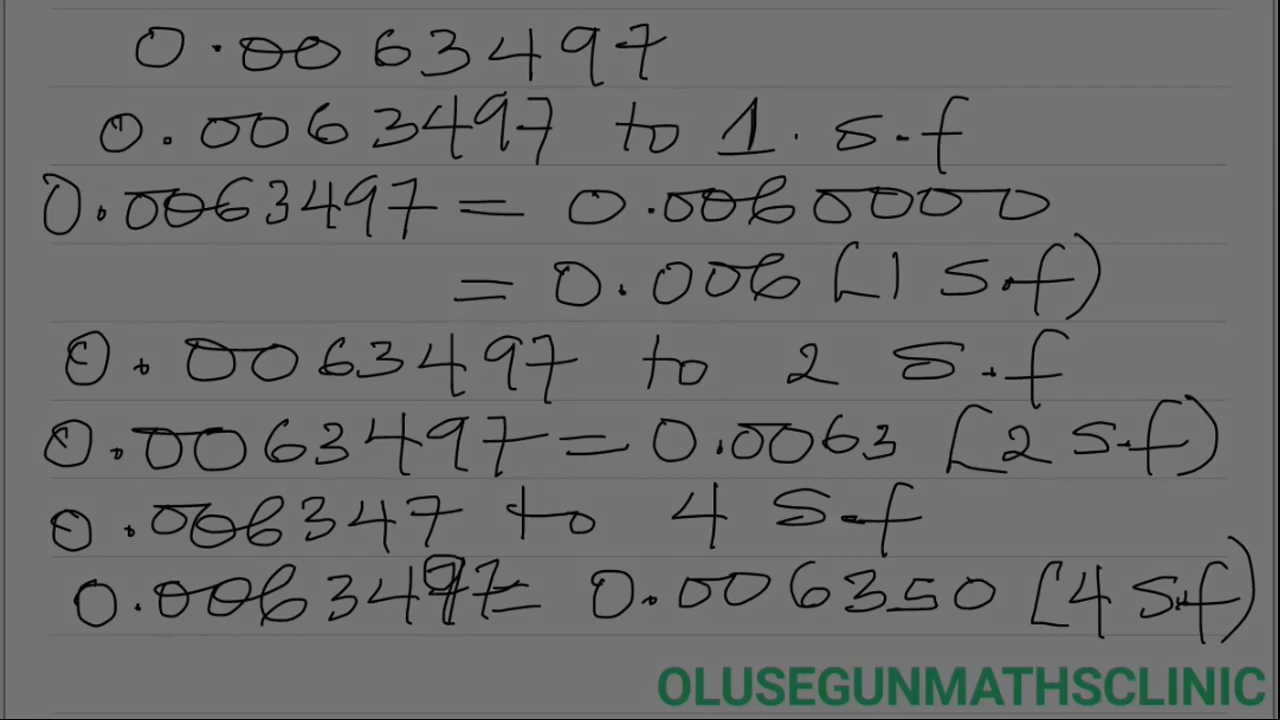 0.0063497
0.0063497 to 1. s.f
0.0063497 = 0.0060000
= 0.006 [1 s.f)
0.0063497 to 2 s.f
0.0063497 = 0.0063 [2 s.f)
0.006347 to 4 s.f
0.0063497 = 0.006350 [4 s.f)
OLUSEGUNMATHSCLINIC